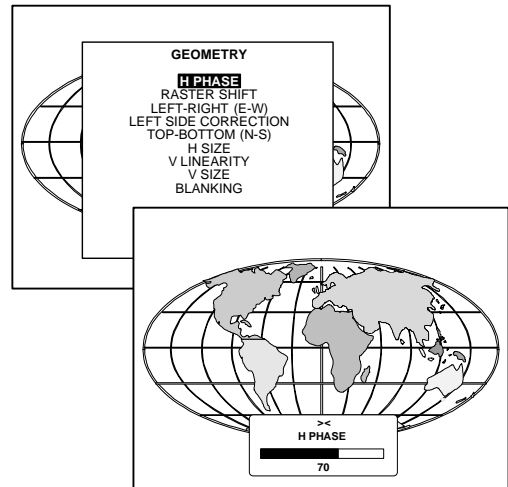 GEOMETRY
H PHASE
RASTER SHIFT
LEFT-RIGHT (E-W)
LEFT SIDE CORRECTION
TOP-BOTTOM (N-S)
H SIZE
V LINEARITY
V SIZE
BLANKING
><
H PHASE
70